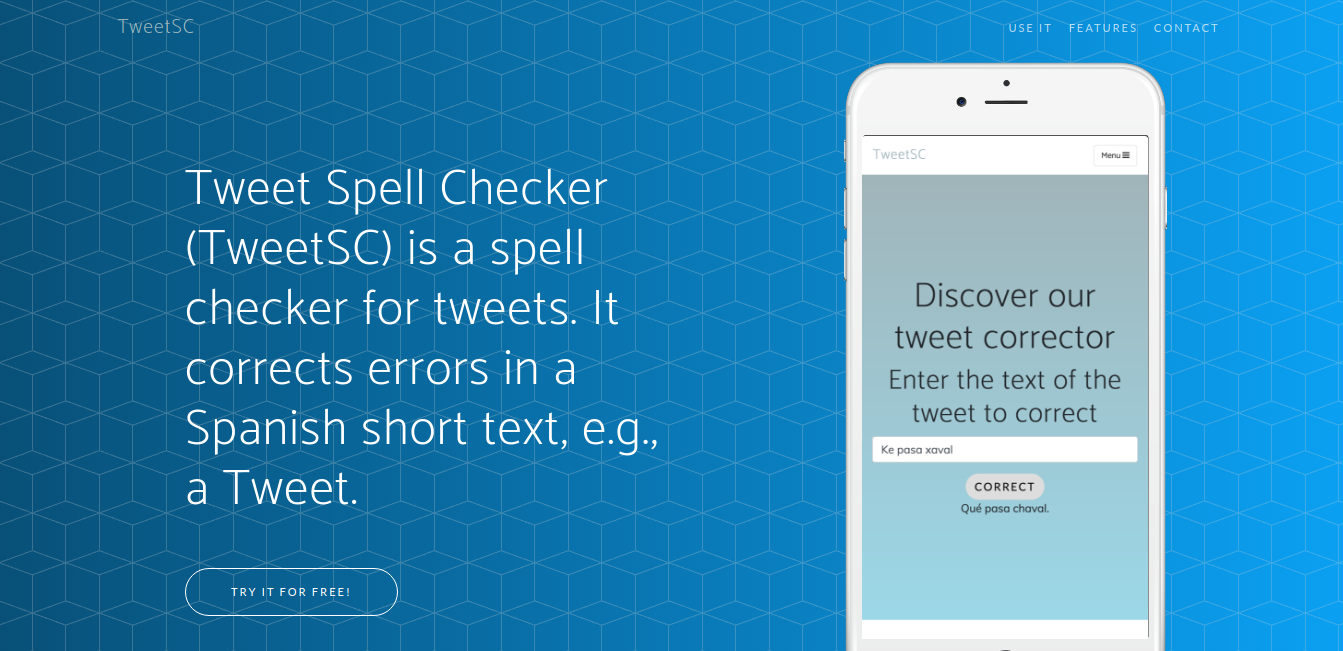 TweetSC
USE IT FEATURES CONTACT
Tweet Spell Checker
(TweetSC) is a spell
checker for tweets. It
corrects errors in a
Spanish short text, e.g.,
a Tweet.
TRY IT FOR FREE!
TweetSC
Menu
Discover our
tweet corrector
Enter the text of the
tweet to correct
Ke pasa xaval
CORRECT
Qué pasa chaval.